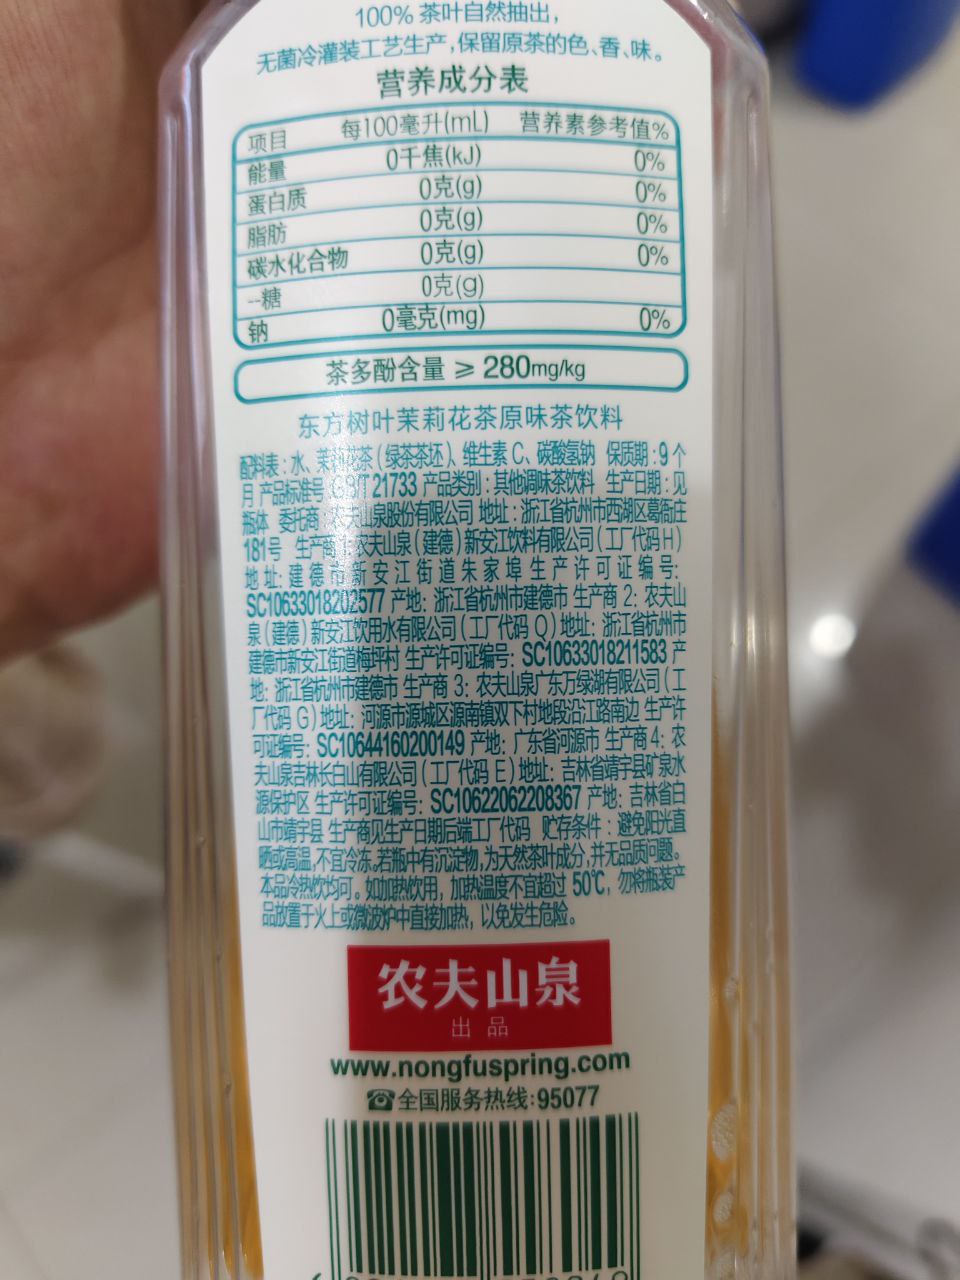 100% 茶叶自然抽出，
无菌冷灌装工艺生产，保留原茶的色、香、味。
营养成分表
项目 每100毫升(mL) 营养素参考值%
能量 0千焦(kJ) 0%
蛋白质 0克(g) 0%
脂肪 0克(g) 0%
碳水化合物 0克(g) 0%
--糖 0克(g)
钠 0毫克(mg) 0%
茶多酚含量 ≥ 280mg/kg
东方树叶茉莉花茶原味茶饮料
配料表：水、茉莉花茶（绿茶茶坯）、维生素 C、碳酸氢钠 保质期：9 个
月 产品标准号：GB/T 21733 产品类别：其他调味茶饮料 生产日期：见
瓶体 委托商：农夫山泉股份有限公司 地址：浙江省杭州市西湖区葛衙庄
181号 生产商1：农夫山泉（建德）新安江饮料有限公司（工厂代码H）
地址：建德市新安江街道朱家埠 生产许可证编号：
SC10633018202577 产地：浙江省杭州市建德市 生产商 2：农夫山
泉（建德）新安江饮用水有限公司（工厂代码 Q）地址：浙江省杭州市
建德市新安江街道梅坪村 生产许可证编号：SC10633018211583 产
地：浙江省杭州市建德市 生产商 3：农夫山泉广东万绿湖有限公司（工
厂代码 G）地址：河源市源城区源南镇双下村地段沿江路南边 生产许
可证编号：SC10644160200149 产地：广东省河源市 生产商 4：农
夫山泉吉林长白山有限公司（工厂代码 E）地址：吉林省靖宇县矿泉水
源保护区 生产许可证编号：SC10622062208367 产地：吉林省白
山市靖宇县 生产商见生产日期后端工厂代码 贮存条件：避免阳光直
晒或高温，不宜冷冻。若瓶中有沉淀物，为天然茶叶成分，并无品质问题。
本品冷热饮均可。如加热饮用，加热温度不宜超过 50℃，勿将瓶装产
品放置于火上或微波炉中直接加热，以免发生危险。
农夫山泉
出品
www.nongfuspring.com
☎全国服务热线：95077